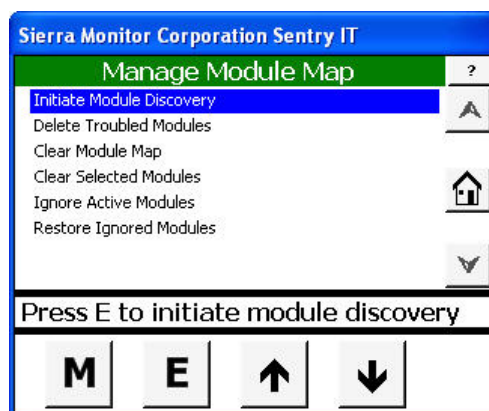 Sierra Monitor Corporation Sentry IT
Manage Module Map
?
Initiate Module Discovery
Delete Troubled Modules
Clear Module Map
Clear Selected Modules
Ignore Active Modules
Restore Ignored Modules
Press E to initiate module discovery
M E